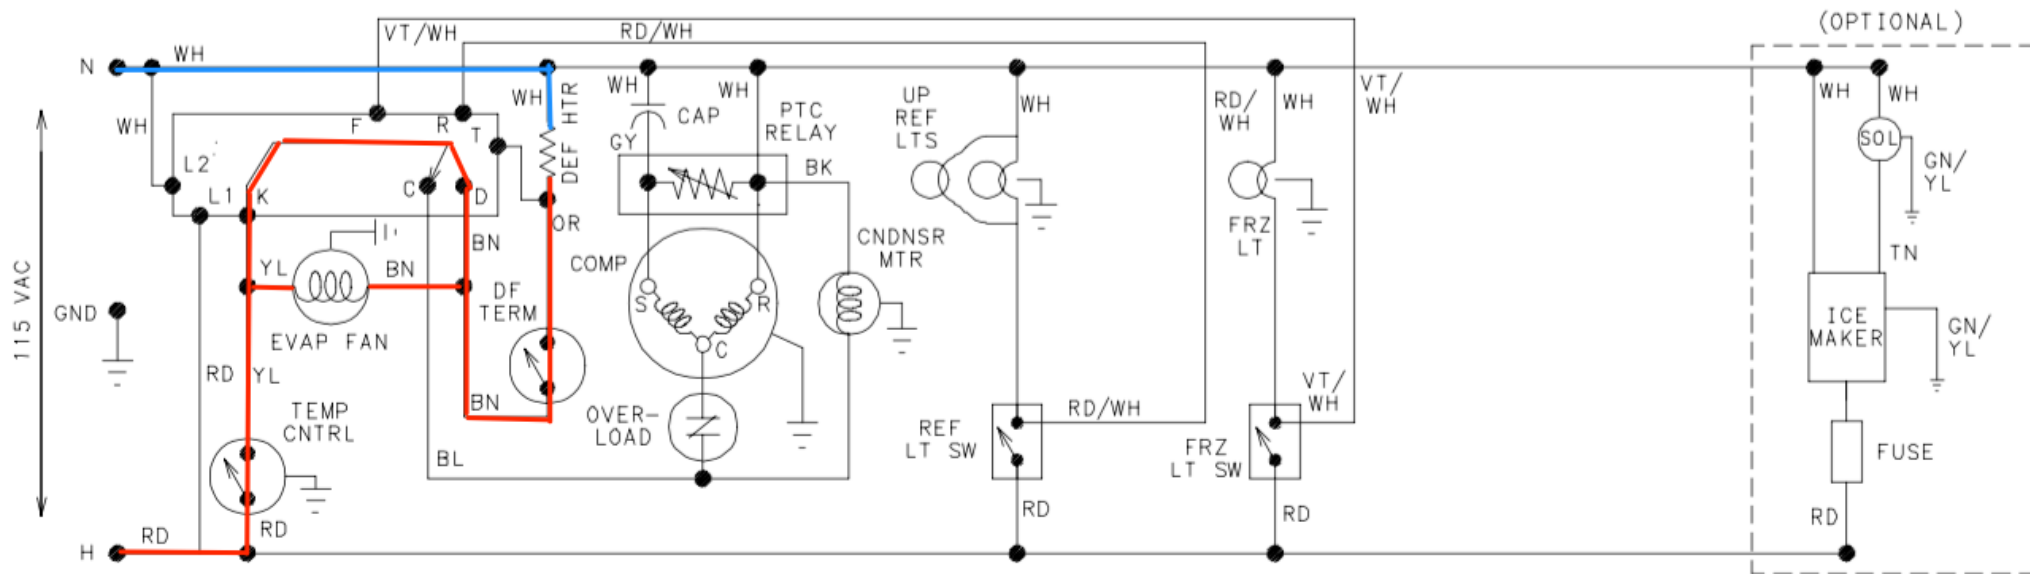 (OPTIONAL)
VT/WH
RD/WH
N
WH
WH
WH
WH
WH
UP
REF
LTS
WH
RD/
WH
WH
VT/
WH
WH
WH
DEF HTR
CAP
PTC
RELAY
GY
F
R
T
L2
L1
K
C
D
OR
BK
SOL
GN/
YL
FRZ
LT
CNDNSR
MTR
TN
115 VAC
GND
YL
BN
BN
EVAP FAN
DF
TERM
COMP
S
R
C
ICE
MAKER
GN/
YL
RD
YL
TEMP
CNTRL
BN
OVER-
LOAD
BL
REF
LT SW
RD/WH
VT/
WH
FRZ
LT SW
FUSE
H
RD
RD
RD
RD
RD